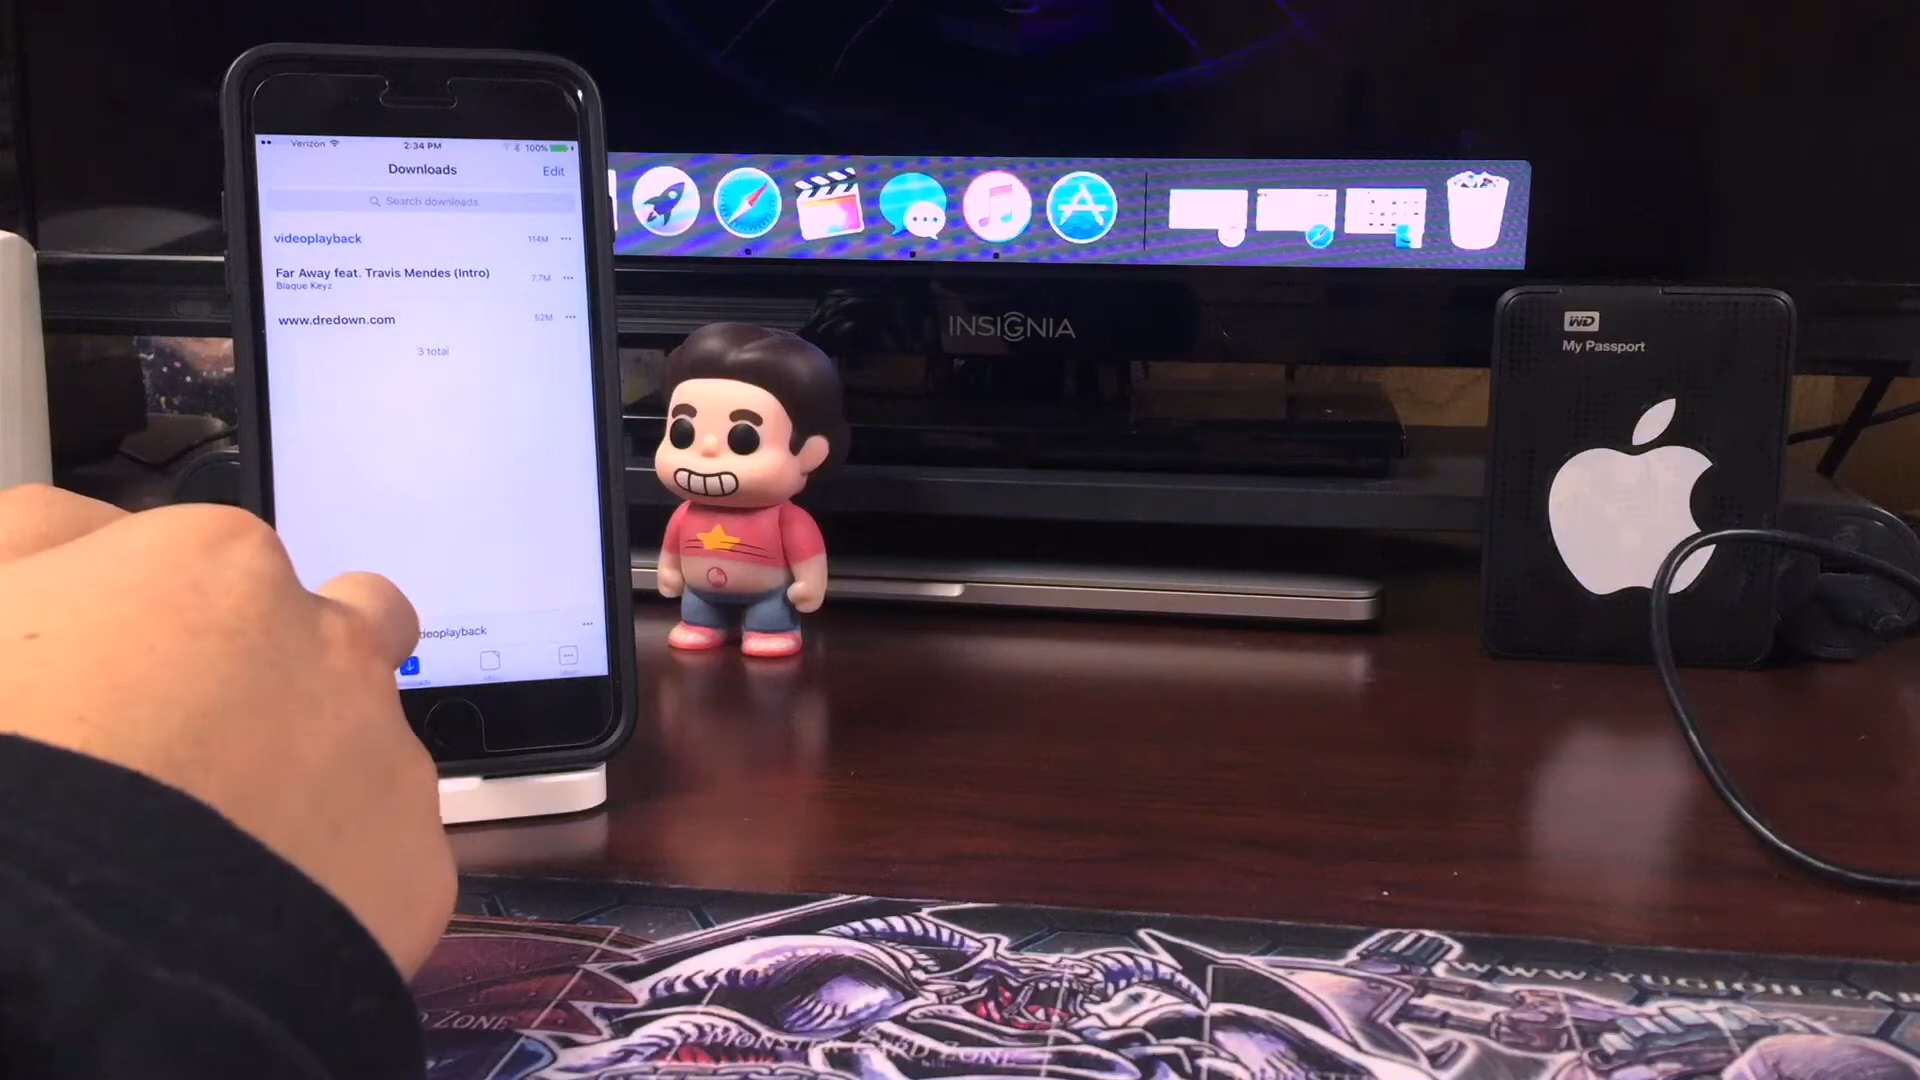 Verizon 2:34 PM 100%
Downloads
Edit
Search downloads
videoplayback 114M
Far Away feat. Travis Mendes (Intro) 7.7M
Blaque Keyz
www.dredown.com 52M
3 total
deoplayback
INSIGNIA
WD
My Passport
WWW.YUGIOH-CAR
D ZONE
MONSTER CARD ZONE